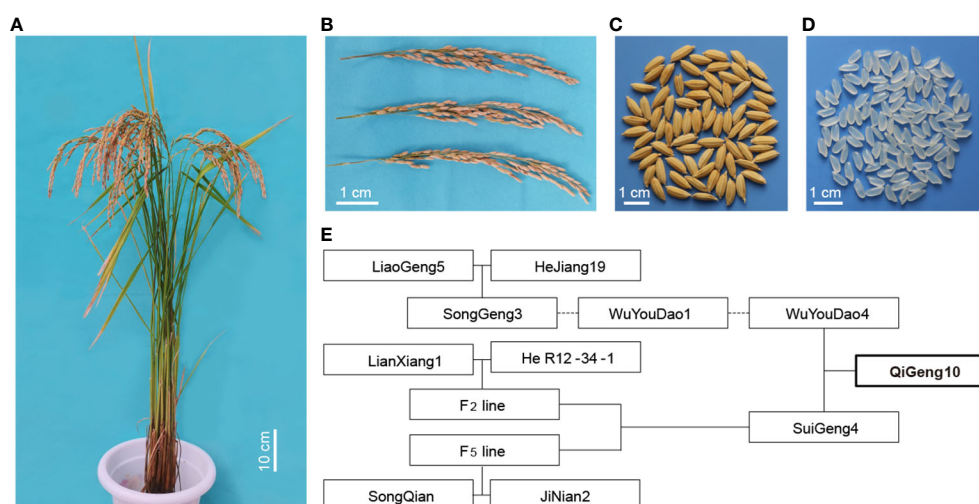 A
B
C
D
10 cm
1 cm
1 cm
1 cm
E
LiaoGeng5
HeJiang19
SongGeng3
WuYouDao1
WuYouDao4
LianXiang1
He R12 -34 -1
QiGeng10
F2 line
SuiGeng4
F5 line
SongQian
JiNian2